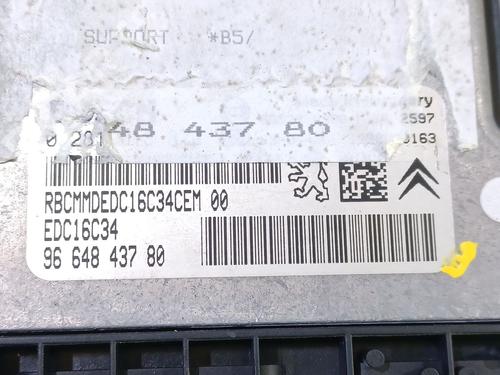 SUPPORT *B5/
48 437 80
ry
2597
0163
0 281
RBCMMDEDC16C34CEM 00
EDC16C34
96 648 437 80